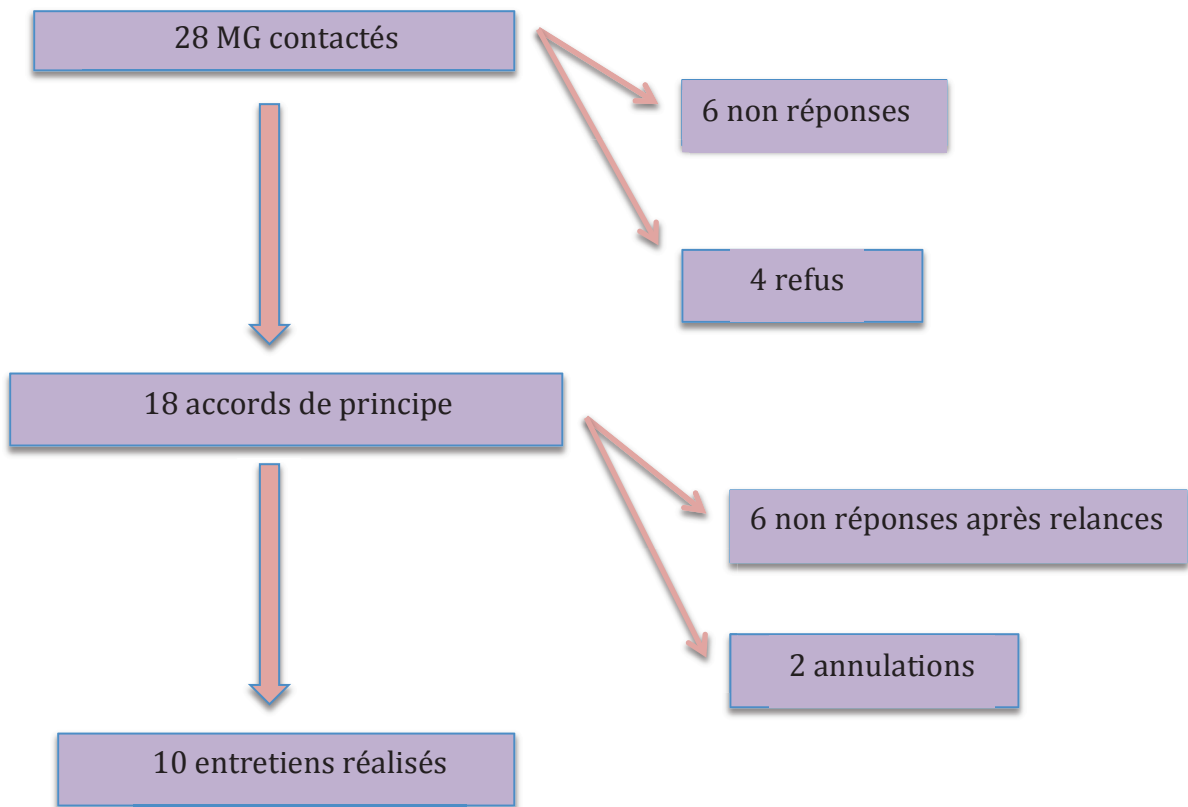 28 MG contactés
6 non réponses
4 refus
18 accords de principe
6 non réponses après relances
2 annulations
10 entretiens réalisés